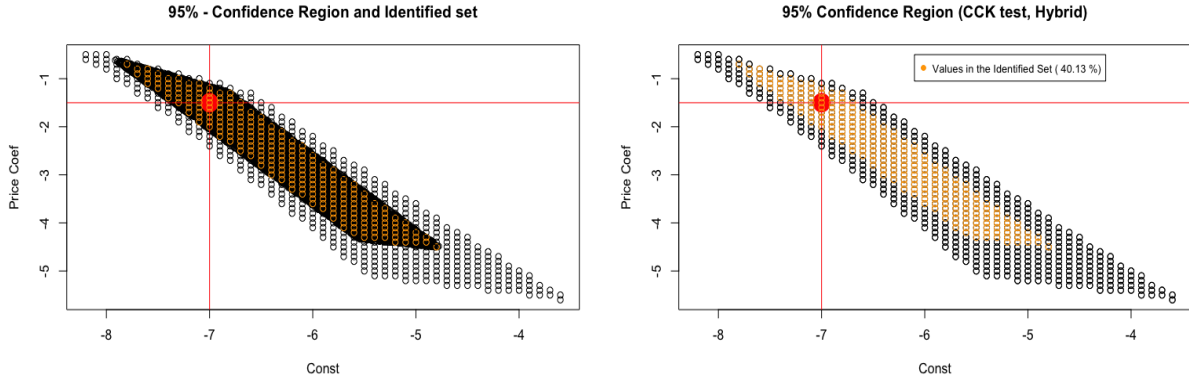 95% - Confidence Region and Identified set
Price Coef
-1
-2
-3
-4
-5
-8
-7
-6
-5
-4
Const
95% Confidence Region (CCK test, Hybrid)
Values in the Identified Set ( 40.13 %)
Price Coef
-1
-2
-3
-4
-5
-8
-7
-6
-5
-4
Const